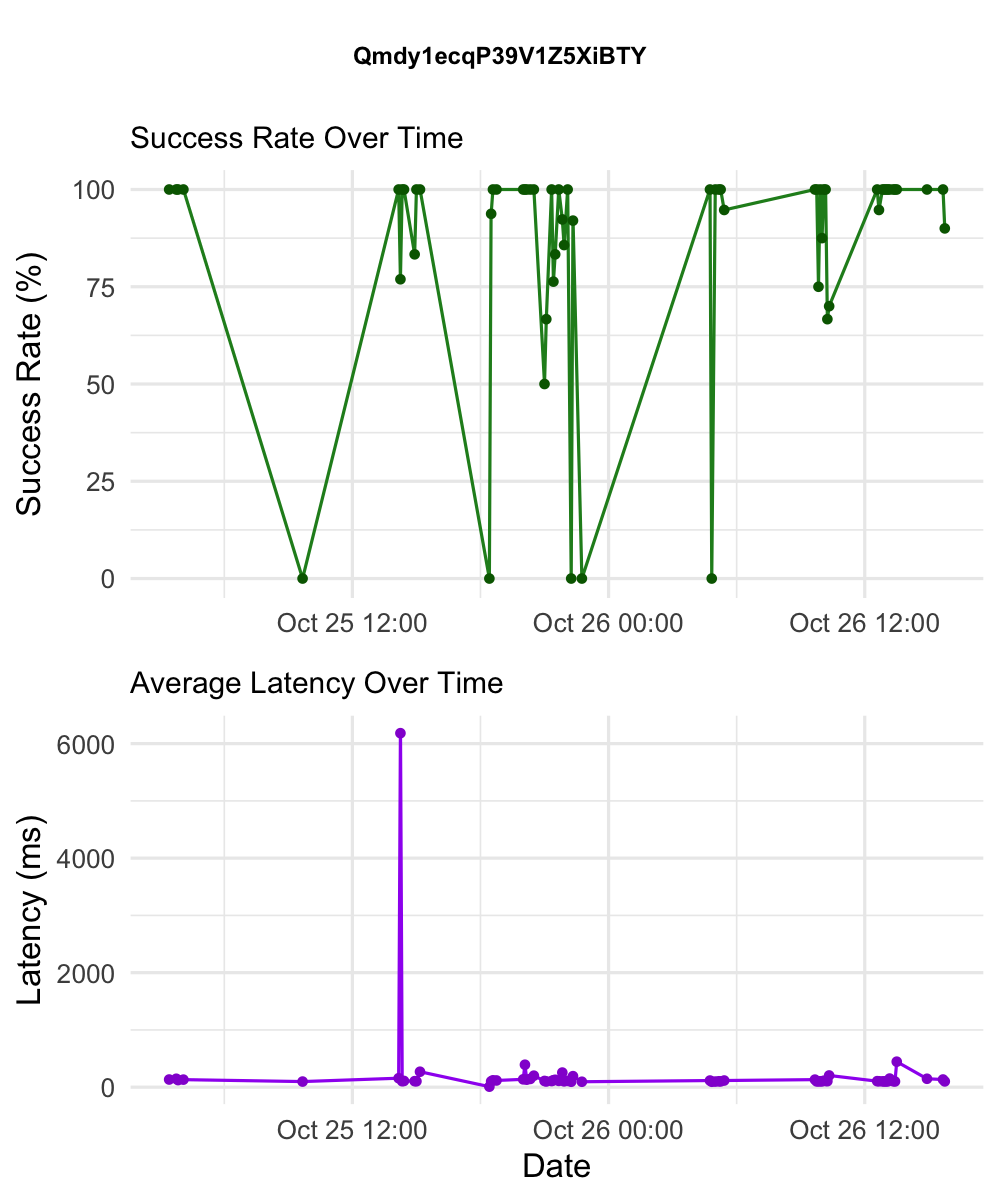 Qmdy1ecqP39V1Z5XiBTY
Success Rate Over Time
Success Rate (%)
100
75
50
25
0
Oct 25 12:00 Oct 26 00:00 Oct 26 12:00
Average Latency Over Time
Latency (ms)
6000
4000
2000
0
Oct 25 12:00 Oct 26 00:00 Oct 26 12:00
Date